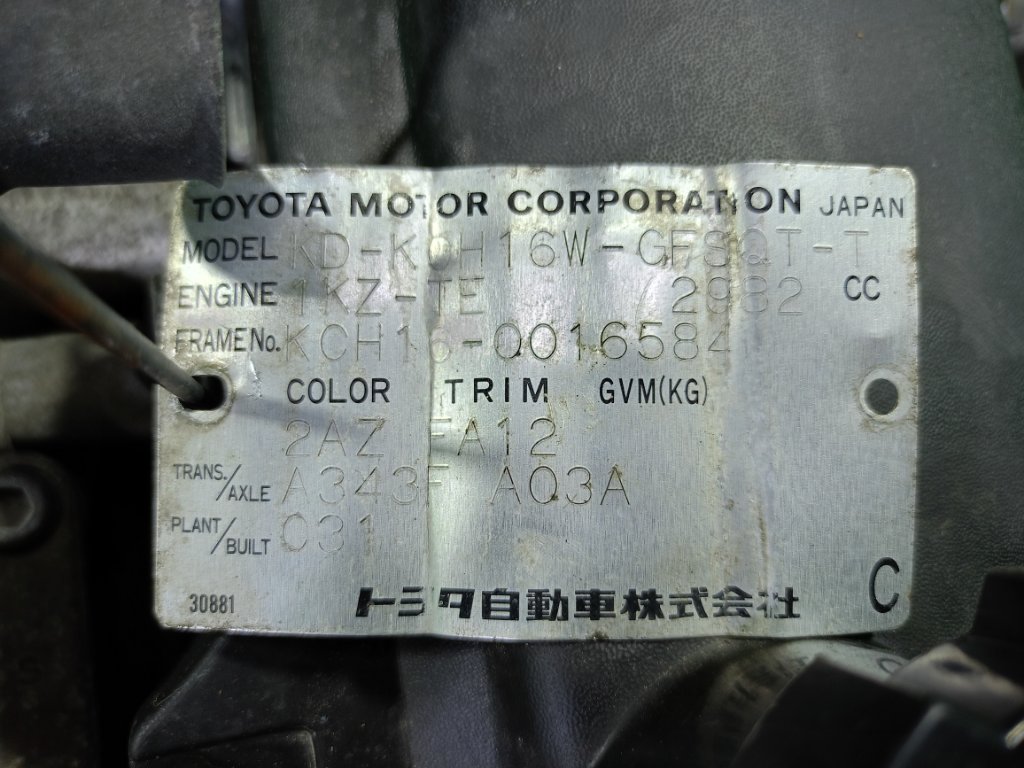 TOYOTA MOTOR CORPORATION JAPAN
MODEL KD-KCH16W-GFSQT-T
ENGINE 1KZ-TE / 2982 CC
FRAME No. KCH16-0016584
COLOR TRIM GVM(KG)
2AZ FA12
TRANS./AXLE A343F A03A
PLANT/BUILT C31
30881 トヨタ自動車株式会社 C